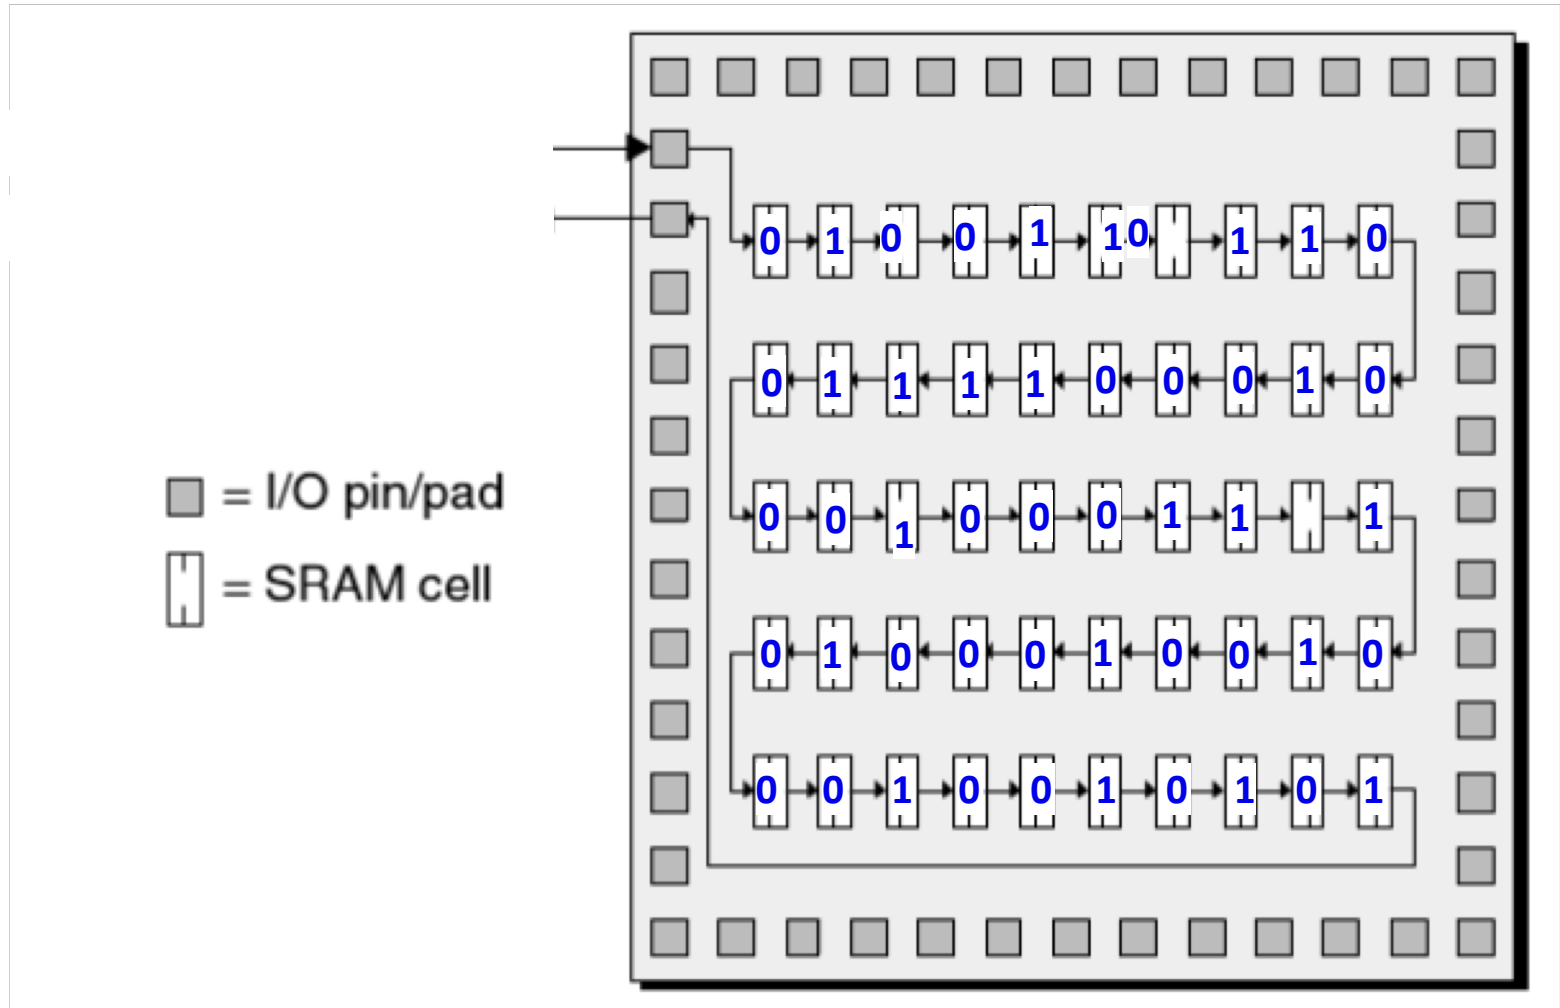 0 1 0 0 1 1 0 1 1 0
0 1 1 1 1 0 0 0 1 0
= I/O pin/pad
0 0 1 0 0 0 1 1 1
= SRAM cell
0 1 0 0 0 1 0 0 1 0
0 0 1 0 0 1 0 1 0 1